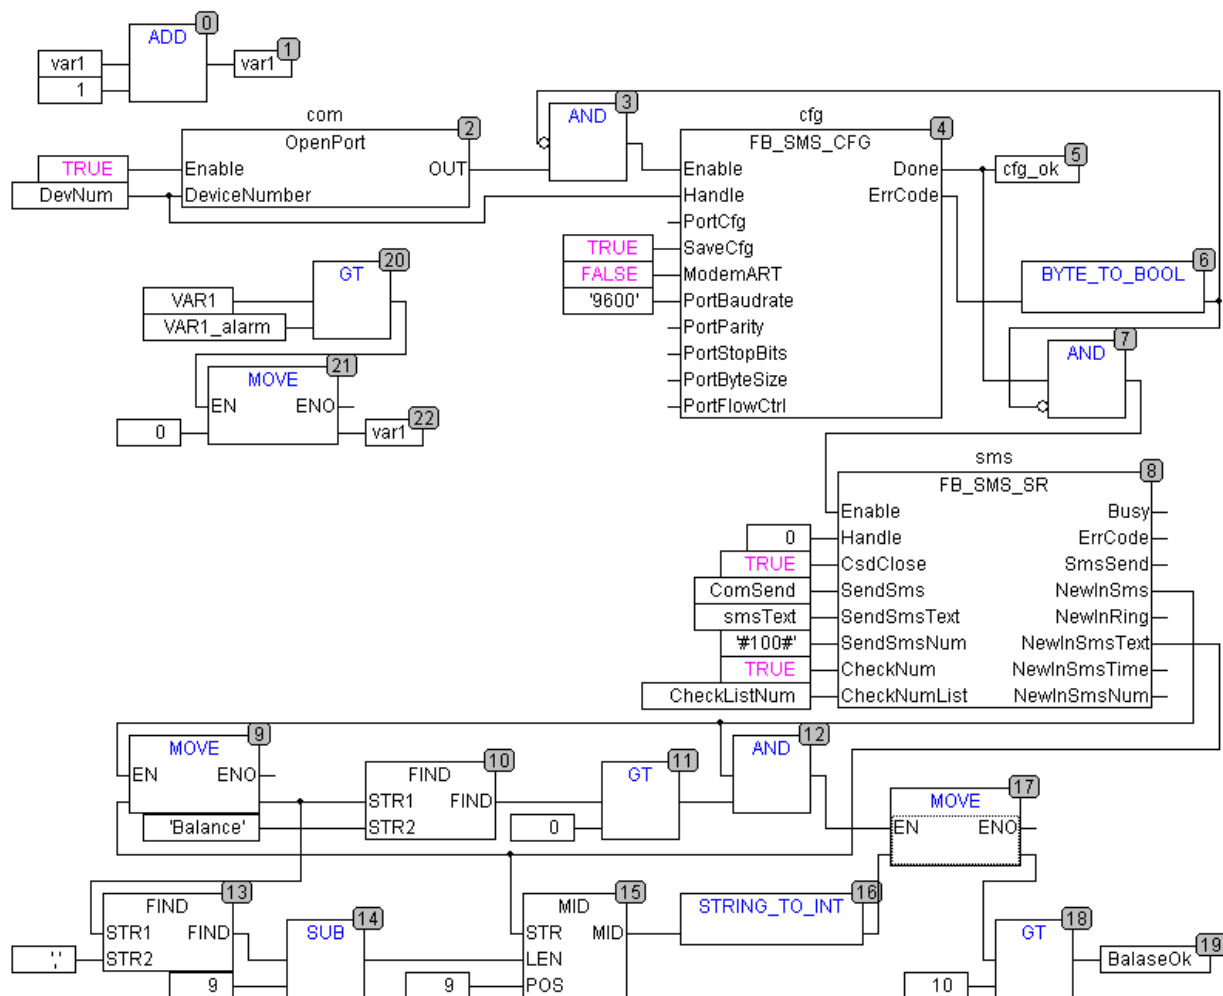 0
ADD
1
var1
var1
1
com
2
OpenPort
TRUE
Enable
OUT
DevNum
DeviceNumber
3
AND
cfg
4
FB_SMS_CFG
Enable
Done
Handle
ErrCode
PortCfg
TRUE
SaveCfg
FALSE
ModemART
'9600'
PortBaudrate
PortParity
PortStopBits
PortByteSize
PortFlowCtrl
5
cfg_ok
6
BYTE_TO_BOOL
7
AND
20
GT
VAR1
VAR1_alarm
21
MOVE
EN
ENO
22
0
var1
sms
8
FB_SMS_SR
Enable
Busy
0
Handle
ErrCode
TRUE
CsdClose
SmsSend
ComSend
SendSms
NewInSms
smsText
SendSmsText
NewInRing
'#100#'
SendSmsNum
NewInSmsText
TRUE
CheckNum
NewInSmsTime
CheckListNum
CheckNumList
NewInSmsNum
9
MOVE
EN
ENO
'Balance'
10
FIND
STR1
FIND
STR2
11
GT
0
12
AND
17
MOVE
EN
ENO
13
FIND
STR1
FIND
STR2
14
SUB
9
15
MID
STR
MID
LEN
9
POS
16
STRING_TO_INT
18
GT
10
19
BalaseOk